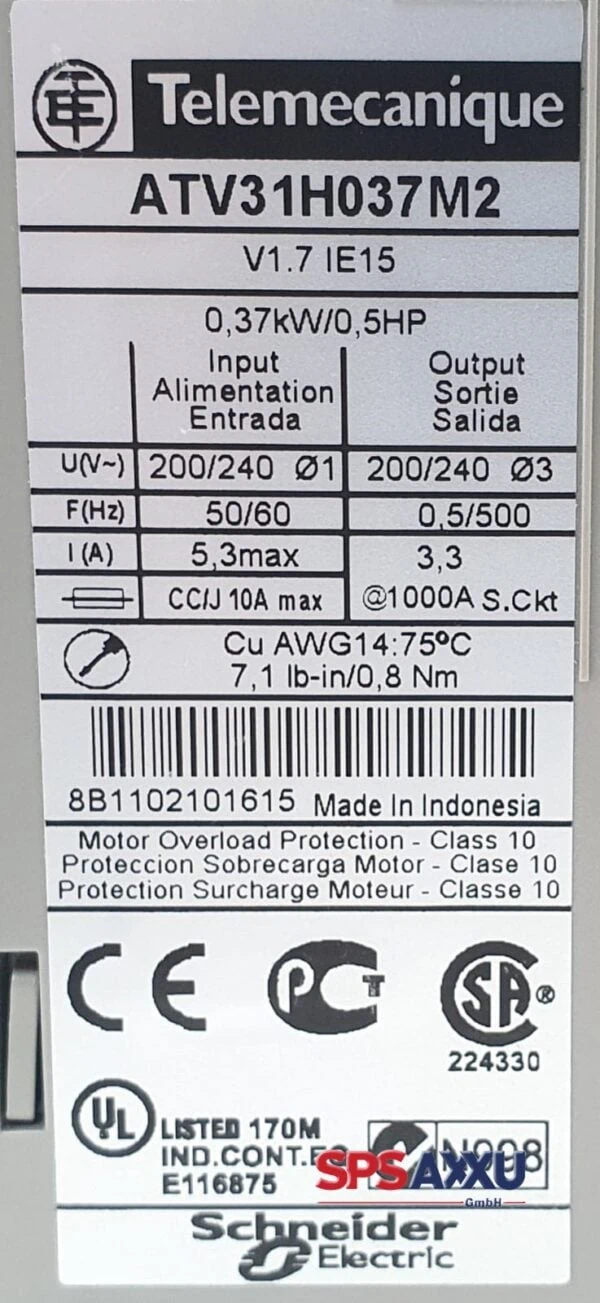 Telemecanique
ATV31H037M2
V1.7 IE15
0,37kW/0,5HP
Input Output
Alimentation Sortie
Entrada Salida
U(V~) 200/240 Ø1 200/240 Ø3
F(Hz) 50/60 0,5/500
I (A) 5,3max 3,3
CC/J 10A max @1000A S.Ckt
Cu AWG14:75ºC
7,1 lb-in/0,8 Nm
8B1102101615 Made In Indonesia
Motor Overload Protection - Class 10
Proteccion Sobrecarga Motor - Clase 10
Protection Surcharge Moteur - Classe 10
CE PCT SA ®
224330
UL LISTED 170M
IND.CONT.
E116875
N998
SPSAXXU
GmbH
Schneider
Electric